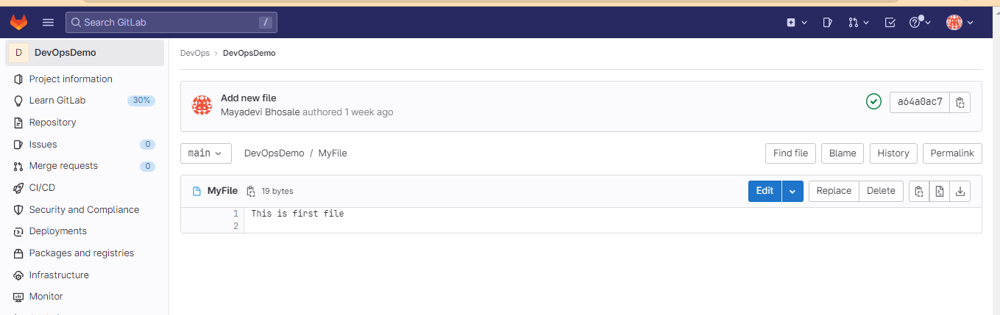 Search GitLab /
D DevOpsDemo
Project information
Learn GitLab 30%
Repository
Issues 0
Merge requests 0
CI/CD
Security and Compliance
Deployments
Packages and registries
Infrastructure
Monitor
DevOps › DevOpsDemo
Add new file
Mayadevi Bhosale authored 1 week ago
a64a0ac7
main DevOpsDemo / MyFile Find file Blame History Permalink
MyFile 19 bytes Edit Replace Delete
1 This is first file
2